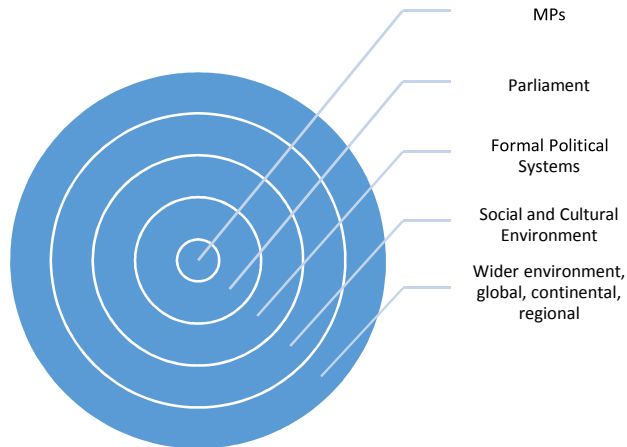 MPs
Parliament
Formal Political
Systems
Social and Cultural
Environment
Wider environment,
global, continental,
regional